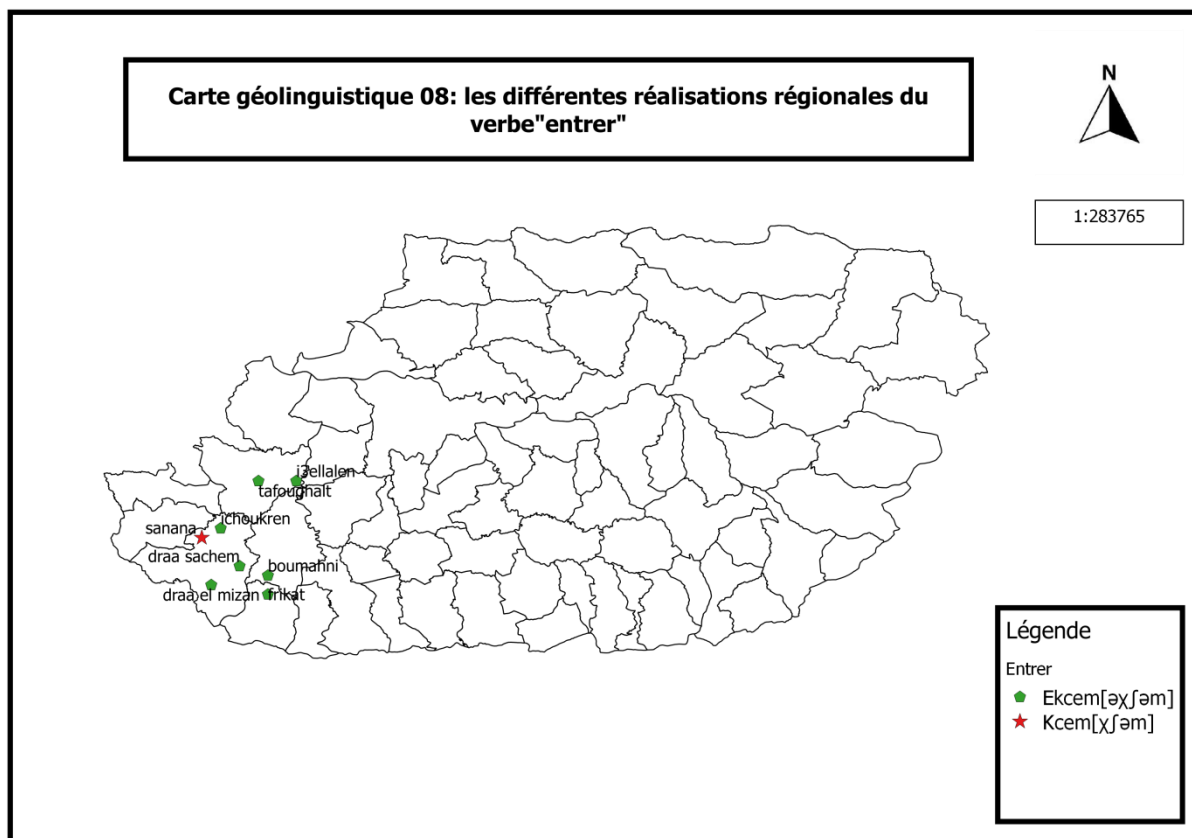 Carte géolinguistique 08: les différentes réalisations régionales du
verbe"entrer"
N
1:283765
i3ellalen
tafoughalt
ichoukren
sanana
draa sachem
boumahni
draa el mizan
frikat
Légende
Entrer
Ekcem[əχʃəm]
Kcem[χʃəm]